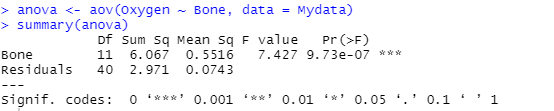 > anova <- aov(Oxygen ~ Bone, data = Mydata)
> summary(anova)
            Df Sum Sq Mean Sq F value   Pr(>F)    
Bone        11  6.067  0.5516   7.427 9.73e-07 ***
Residuals   40  2.971  0.0743                     
---
Signif. codes:  0 ‘***’ 0.001 ‘**’ 0.01 ‘*’ 0.05 ‘.’ 0.1 ‘ ’ 1